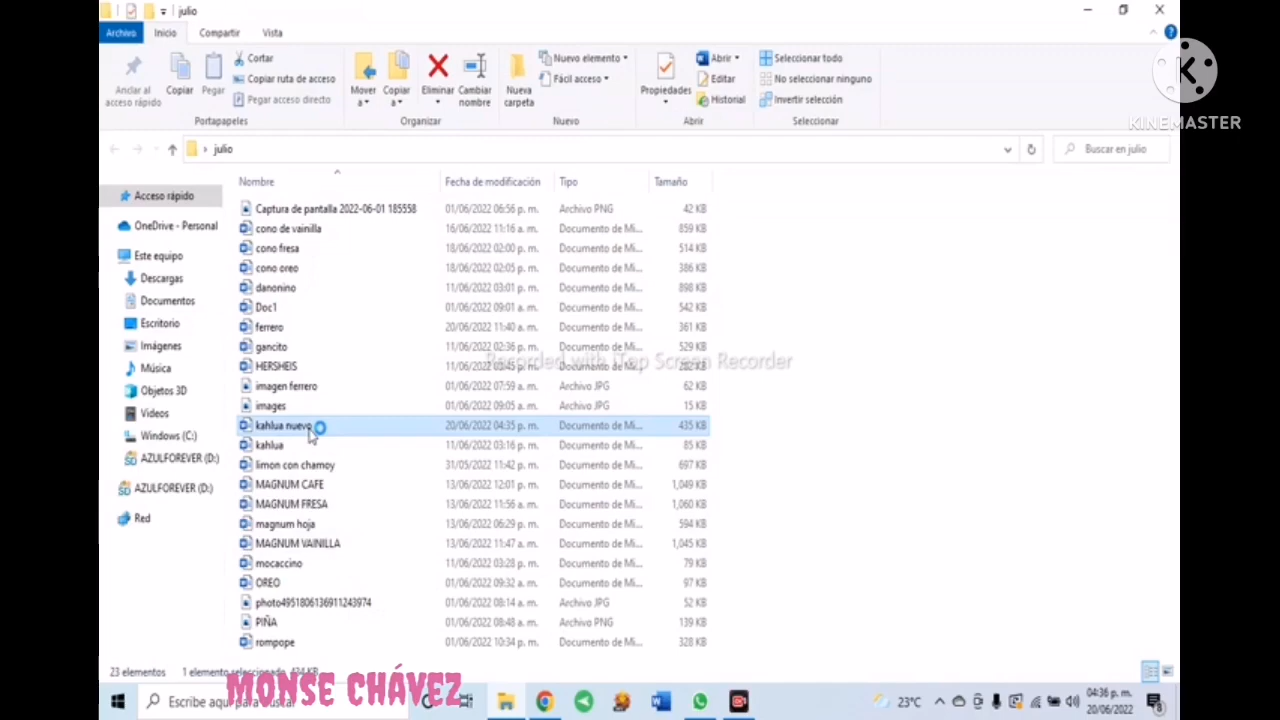 julio
Archivo Inicio Compartir Vista
Anclar al acceso rápido
Copiar
Pegar
Cortar
Copiar ruta de acceso
Pegar acceso directo
Portapapeles
Mover a
Copiar a
Eliminar
Cambiar nombre
Organizar
Nueva carpeta
Nuevo elemento
Fácil acceso
Nuevo
Propiedades
Abrir
Editar
Historial
Abrir
Seleccionar todo
No seleccionar ninguno
Invertir selección
Seleccionar
KINEMASTER
julio
Buscar en julio
Acceso rápido
OneDrive - Personal
Este equipo
Descargas
Documentos
Escritorio
Imágenes
Música
Objetos 3D
Videos
Windows (C:)
AZULFOREVER (D:)
AZULFOREVER (D:)
Red
Nombre Fecha de modificación Tipo Tamaño
Captura de pantalla 2022-06-01 185558 01/06/2022 06:56 p. m. Archivo PNG 42 KB
cono de vainilla 16/06/2022 11:16 a. m. Documento de Mi... 859 KB
cono fresa 18/06/2022 02:00 p. m. Documento de Mi... 514 KB
cono oreo 18/06/2022 02:05 p. m. Documento de Mi... 386 KB
danonino 11/06/2022 03:01 p. m. Documento de Mi... 898 KB
Doc1 01/06/2022 09:01 a. m. Documento de Mi... 542 KB
ferrero 20/06/2022 11:40 a. m. Documento de Mi... 361 KB
gancito 11/06/2022 02:36 p. m. Documento de Mi... 529 KB
HERSHEIS 11/06/2022 03:45 p. m. Documento de Mi... 282 KB
Recorded with iTop Screen Recorder
imagen ferrero 01/06/2022 07:59 a. m. Archivo JPG 62 KB
images 01/06/2022 09:05 a. m. Archivo JPG 15 KB
kahlua nuevo 20/06/2022 04:35 p. m. Documento de Mi... 435 KB
kahlua 11/06/2022 03:16 p. m. Documento de Mi... 85 KB
limon con chamoy 31/05/2022 11:42 p. m. Documento de Mi... 697 KB
MAGNUM CAFE 13/06/2022 12:01 p. m. Documento de Mi... 1,049 KB
MAGNUM FRESA 13/06/2022 11:56 a. m. Documento de Mi... 1,060 KB
magnum hoja 13/06/2022 06:29 p. m. Documento de Mi... 594 KB
MAGNUM VAINILLA 13/06/2022 11:47 a. m. Documento de Mi... 1,045 KB
mocaccino 11/06/2022 03:28 p. m. Documento de Mi... 79 KB
OREO 01/06/2022 09:32 a. m. Documento de Mi... 97 KB
photo4951806136911243974 01/06/2022 08:14 a. m. Archivo JPG 52 KB
PIÑA 01/06/2022 08:48 a. m. Archivo PNG 139 KB
rompope 01/06/2022 10:34 p. m. Documento de Mi... 328 KB
23 elementos 1 elemento seleccionado 434 KB
MONSE CHÁVEZ
Escribe aquí para buscar
23°C
04:36 p. m.
20/06/2022
8